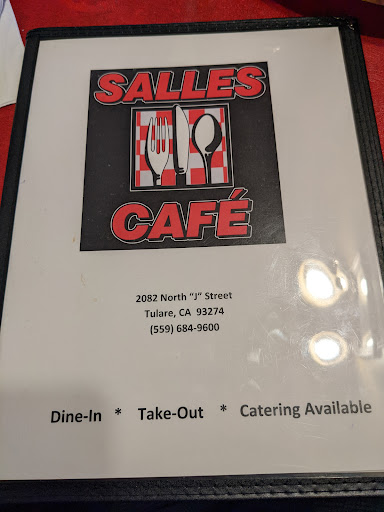 SALLES
CAFÉ
2082 North "J" Street
Tulare, CA 93274
(559) 684-9600
Dine-In * Take-Out * Catering Available